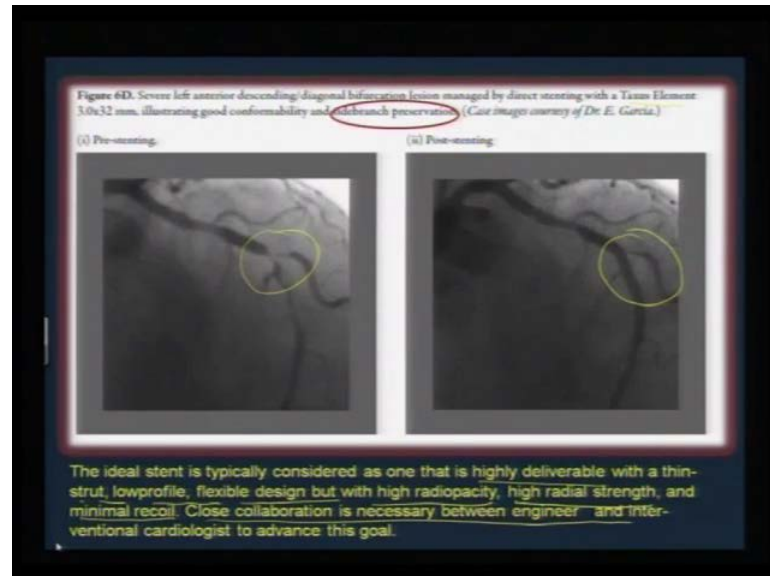 Figure 6D. Severe left anterior descending/diagonal bifurcation lesion managed by direct stenting with a Taxus Element
3.0x32 mm, illustrating good conformability and sidebranch preservation. (Case images courtesy of Dr. E. Garcia.)
(i) Pre-stenting.
(ii) Post-stenting
The ideal stent is typically considered as one that is highly deliverable with a thin-
strut, lowprofile, flexible design but with high radiopacity, high radial strength, and
minimal recoil. Close collaboration is necessary between engineer and inter-
ventional cardiologist to advance this goal.